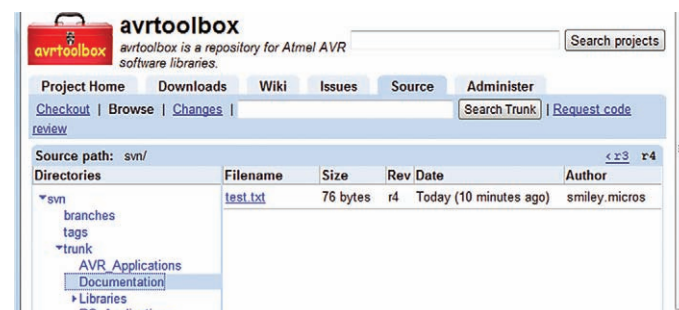 avrtoolbox
avrtoolbox
avrtoolbox is a repository for Atmel AVR
software libraries.
Search projects
Project Home Downloads Wiki Issues Source Administer
Checkout | Browse | Changes | Search Trunk | Request code
review
Source path: svn/ <r3 r4
Directories Filename Size Rev Date Author
svn test.txt 76 bytes r4 Today (10 minutes ago) smiley.micros
branches
tags
trunk
AVR_Applications
Documentation
Libraries